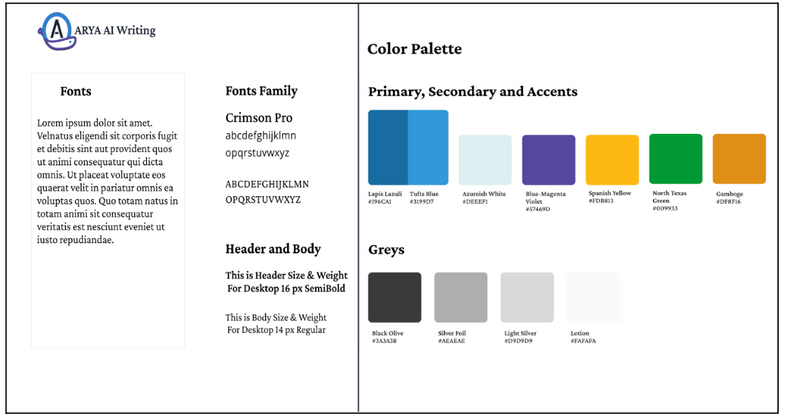 ARYA AI Writing
Fonts
Lorem ipsum dolor sit amet.
Velnatus eligendi sit corporis fugit
et debitis sint aut provident quos
ut animi consequatur qui dicta
omnis. Ut placeat voluptate eos
quaerat velit in pariatur omnis ea
voluptas quos. Quo totam natus in
totam animi sit consequatur
veritatis est nesciunt eveniet ut
iusto repudiandae.
Fonts Family
Crimson Pro
abcdefghijklmn
opqrstuvwxyz
ABCDEFGHIJKLMN
OPQRSTUVWXYZ
Header and Body
This is Header Size & Weight
For Desktop 16 px SemiBold
This is Body Size & Weight
For Desktop 14 px Regular
Color Palette
Primary, Secondary and Accents
Lapis Lazuli
#196CA1
Tufts Blue
#3199D7
Azureish White
#DEEEF1
Blue-Magenta
Violet
#57469D
Spanish Yellow
#FDB813
North Texas
Green
#009933
Gamboge
#DF8F16
Greys
Black Olive
#3A3A38
Silver Foil
#AEAEAE
Light Silver
#D9D9D9
Lotion
#FAFAFA